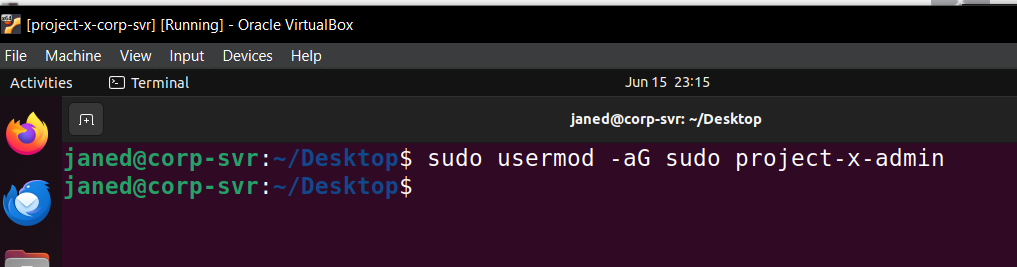 [project-x-corp-svr] [Running] - Oracle VirtualBox
File Machine View Input Devices Help
Activities Terminal Jun 15 23:15
janed@corp-svr: ~/Desktop
janed@corp-svr:~/Desktop$ sudo usermod -aG sudo project-x-admin
janed@corp-svr:~/Desktop$